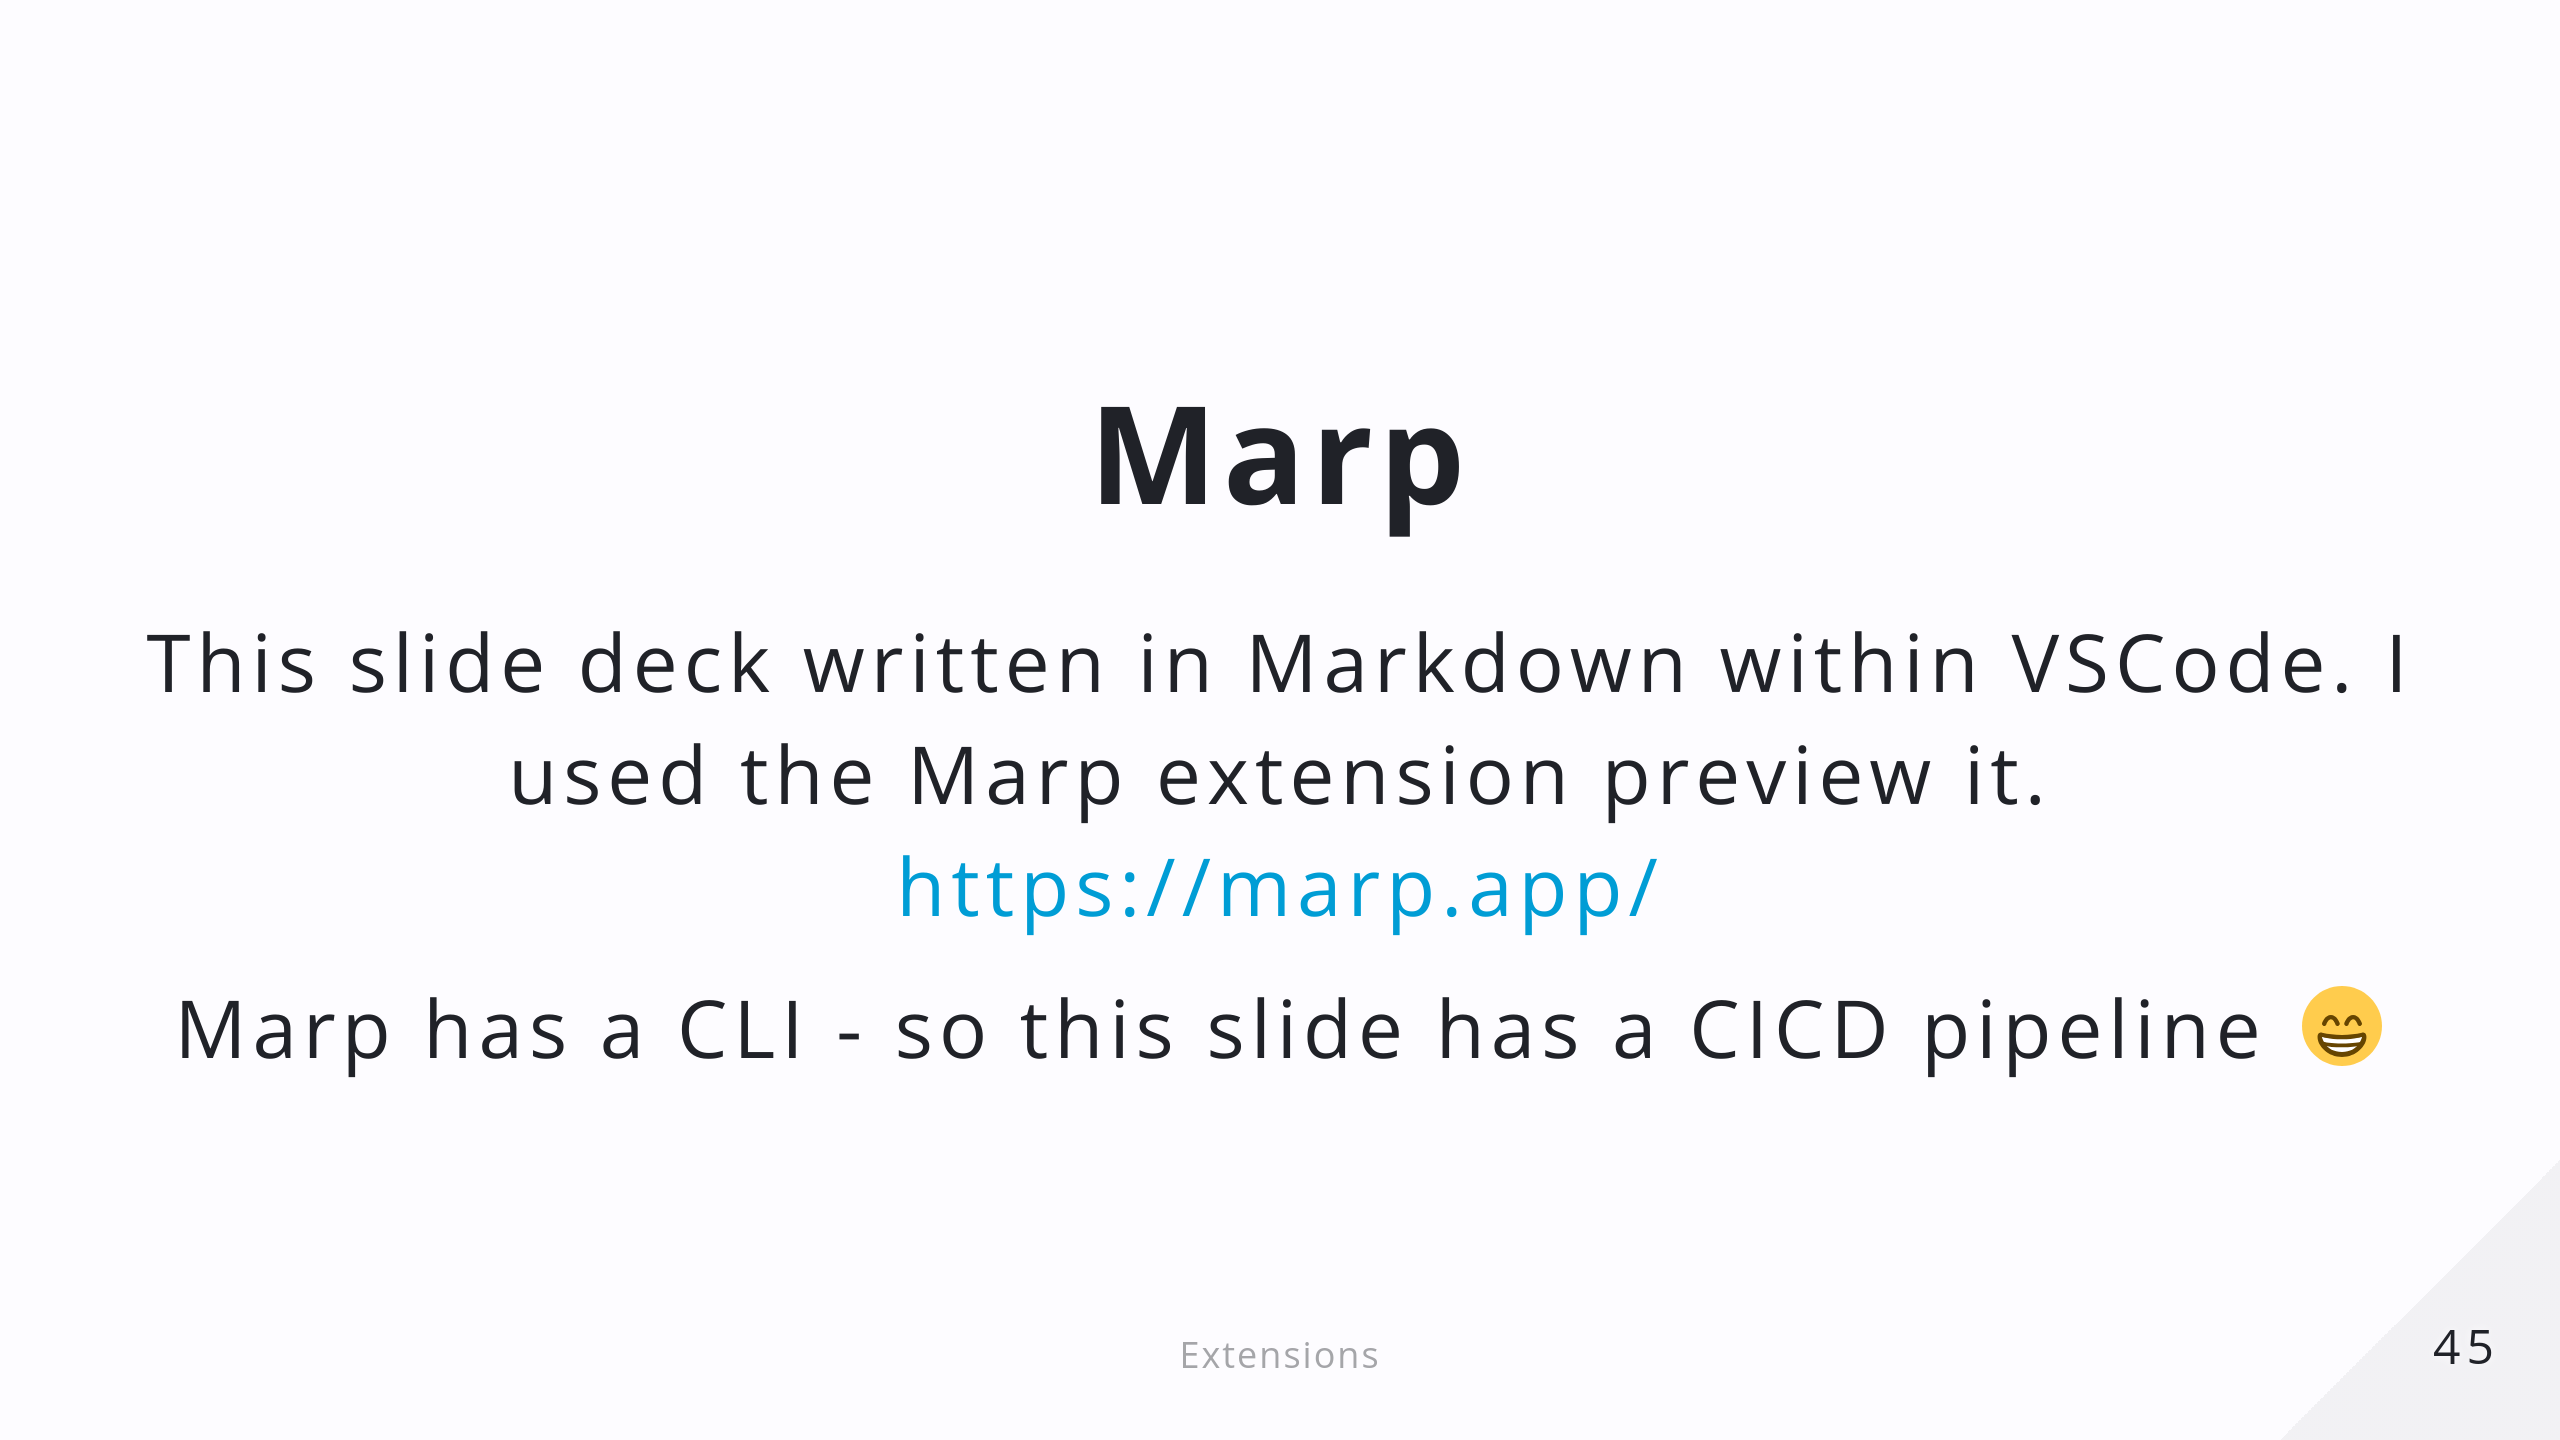 Marp
This slide deck written in Markdown within VSCode. I
used the Marp extension preview it.
https://marp.app/
Marp has a CLI - so this slide has a CICD pipeline 😁
Extensions
45